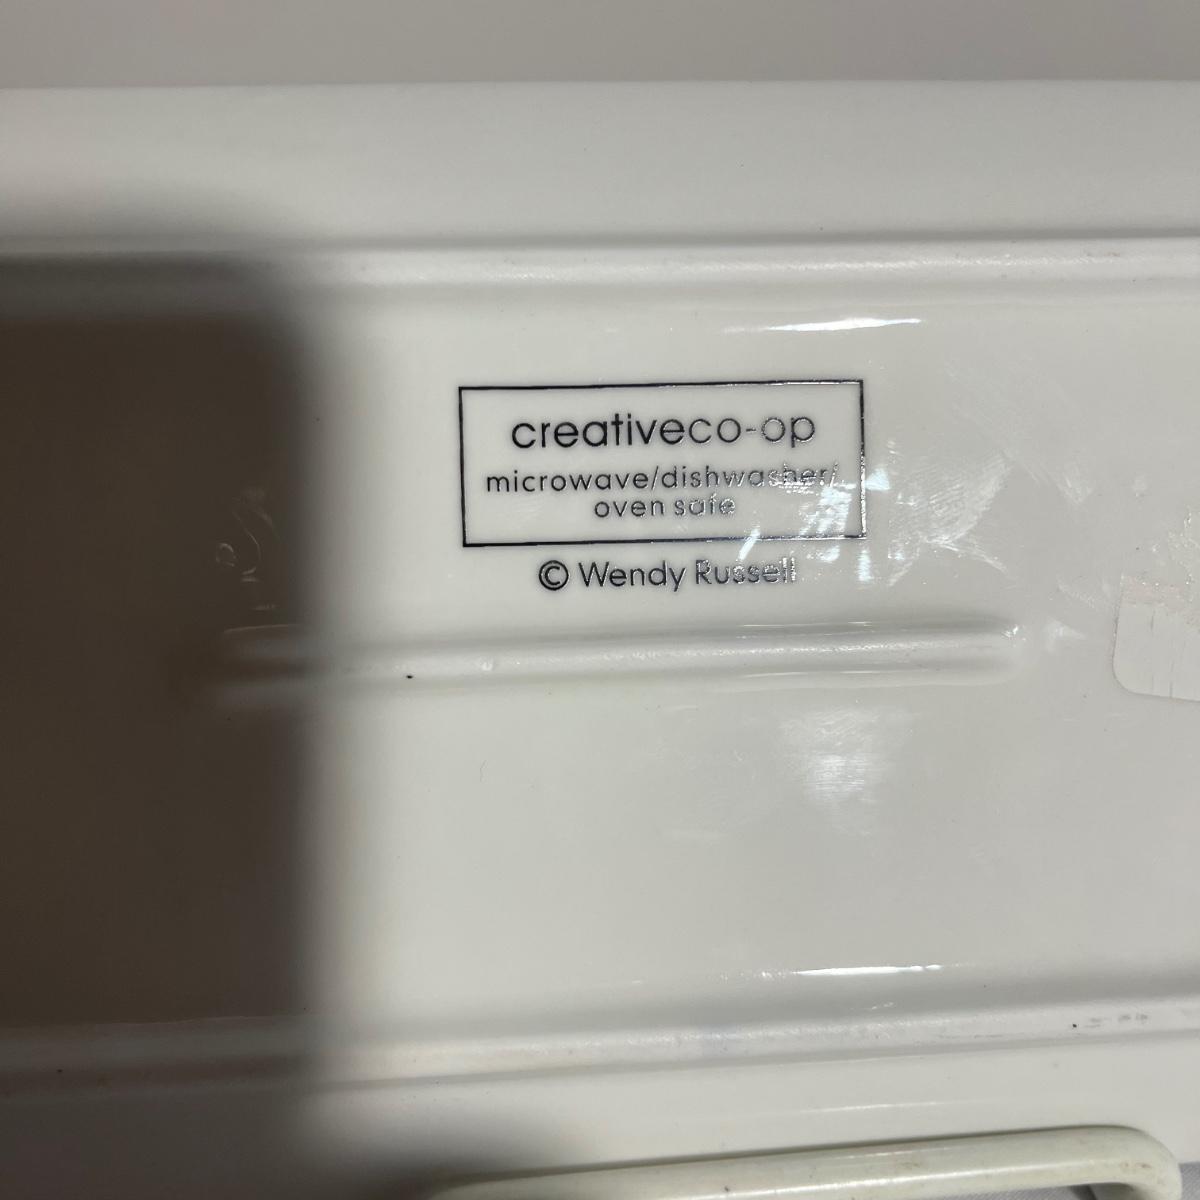 creativeco-op
microwave/dishwasher/
oven safe
© Wendy Russell